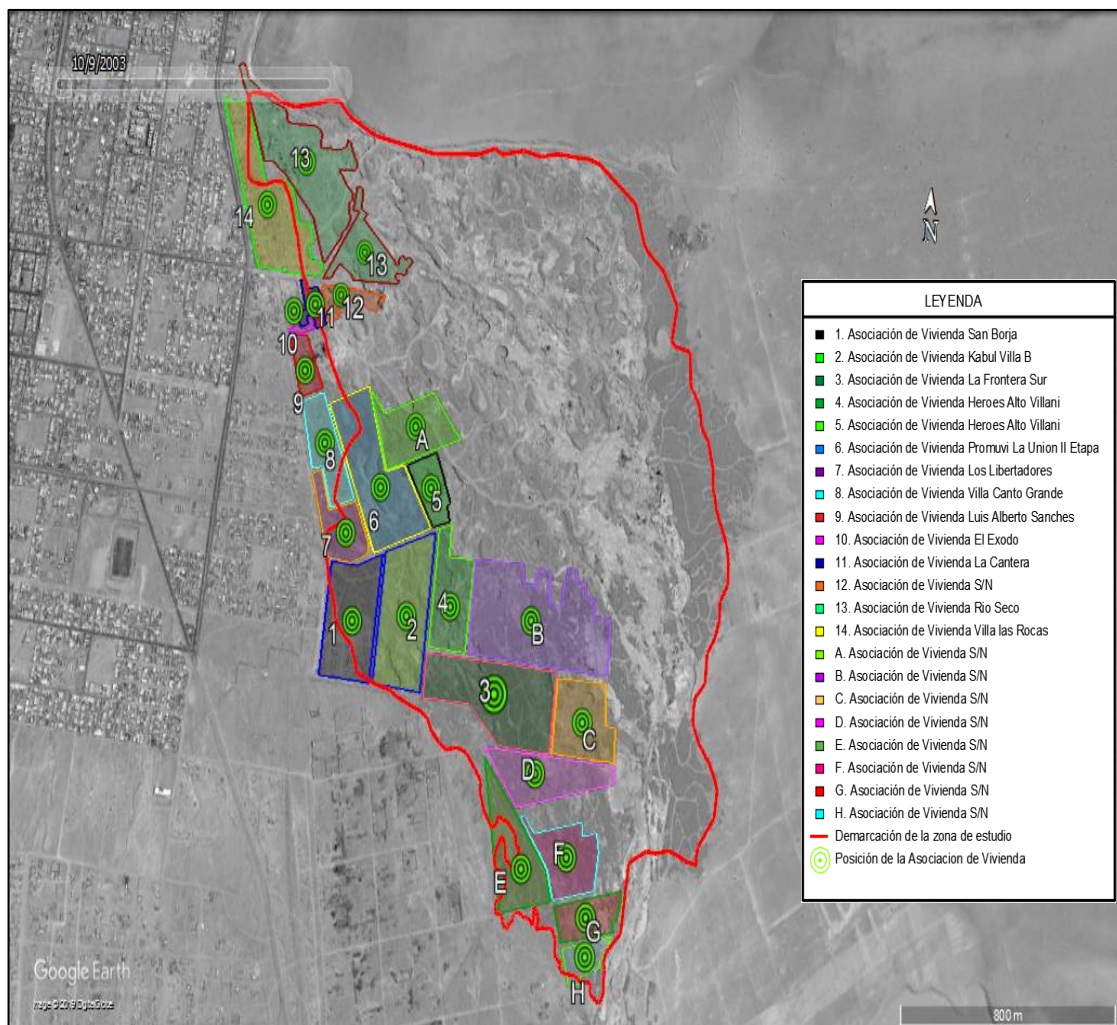 10/9/2003
13
14
13
12
11
10
9
8
A
5
6
7
4
1
2
B
3
C
D
F
E
G
H
N
LEYENDA
1. Asociación de Vivienda San Borja
2. Asociación de Vivienda Kabul Villa B
3. Asociación de Vivienda La Frontera Sur
4. Asociación de Vivienda Heroes Alto Villani
5. Asociación de Vivienda Heroes Alto Villani
6. Asociación de Vivienda Promuvi La Union II Etapa
7. Asociación de Vivienda Los Libertadores
8. Asociación de Vivienda Villa Canto Grande
9. Asociación de Vivienda Luis Alberto Sanches
10. Asociación de Vivienda El Exodo
11. Asociación de Vivienda La Cantera
12. Asociación de Vivienda S/N
13. Asociación de Vivienda Rio Seco
14. Asociación de Vivienda Villa las Rocas
A. Asociación de Vivienda S/N
B. Asociación de Vivienda S/N
C. Asociación de Vivienda S/N
D. Asociación de Vivienda S/N
E. Asociación de Vivienda S/N
F. Asociación de Vivienda S/N
G. Asociación de Vivienda S/N
H. Asociación de Vivienda S/N
Demarcación de la zona de estudio
Posición de la Asociacion de Vivienda
Google Earth
Image © 2019 DigitalGlobe
800 m